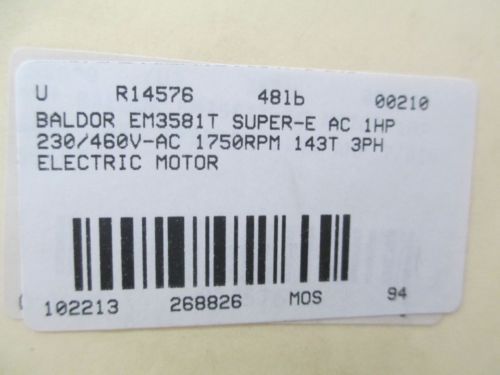 U R14576 48lb 00210
BALDOR EM3581T SUPER-E AC 1HP
230/460V-AC 1750RPM 143T 3PH
ELECTRIC MOTOR
102213 268826 MOS 94